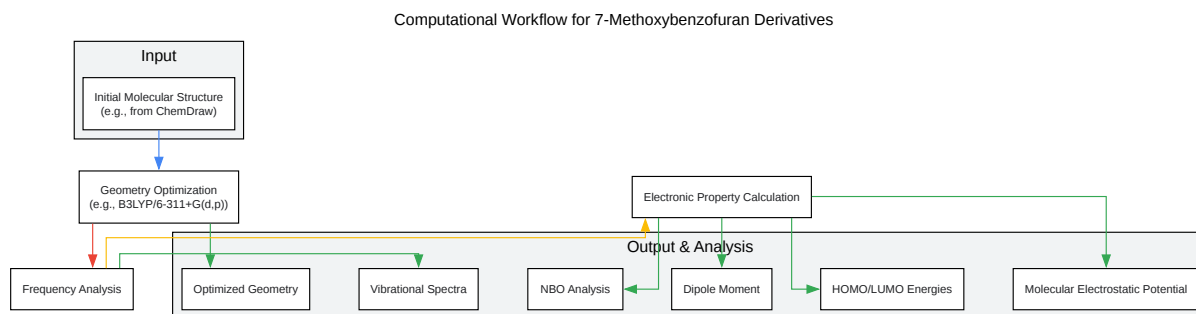 Computational Workflow for 7-Methoxybenzofuran Derivatives
Input
Initial Molecular Structure
(e.g., from ChemDraw)
Geometry Optimization
(e.g., B3LYP/6-311+G(d,p))
Electronic Property Calculation
Output & Analysis
Frequency Analysis
Optimized Geometry
Vibrational Spectra
NBO Analysis
Dipole Moment
HOMO/LUMO Energies
Molecular Electrostatic Potential